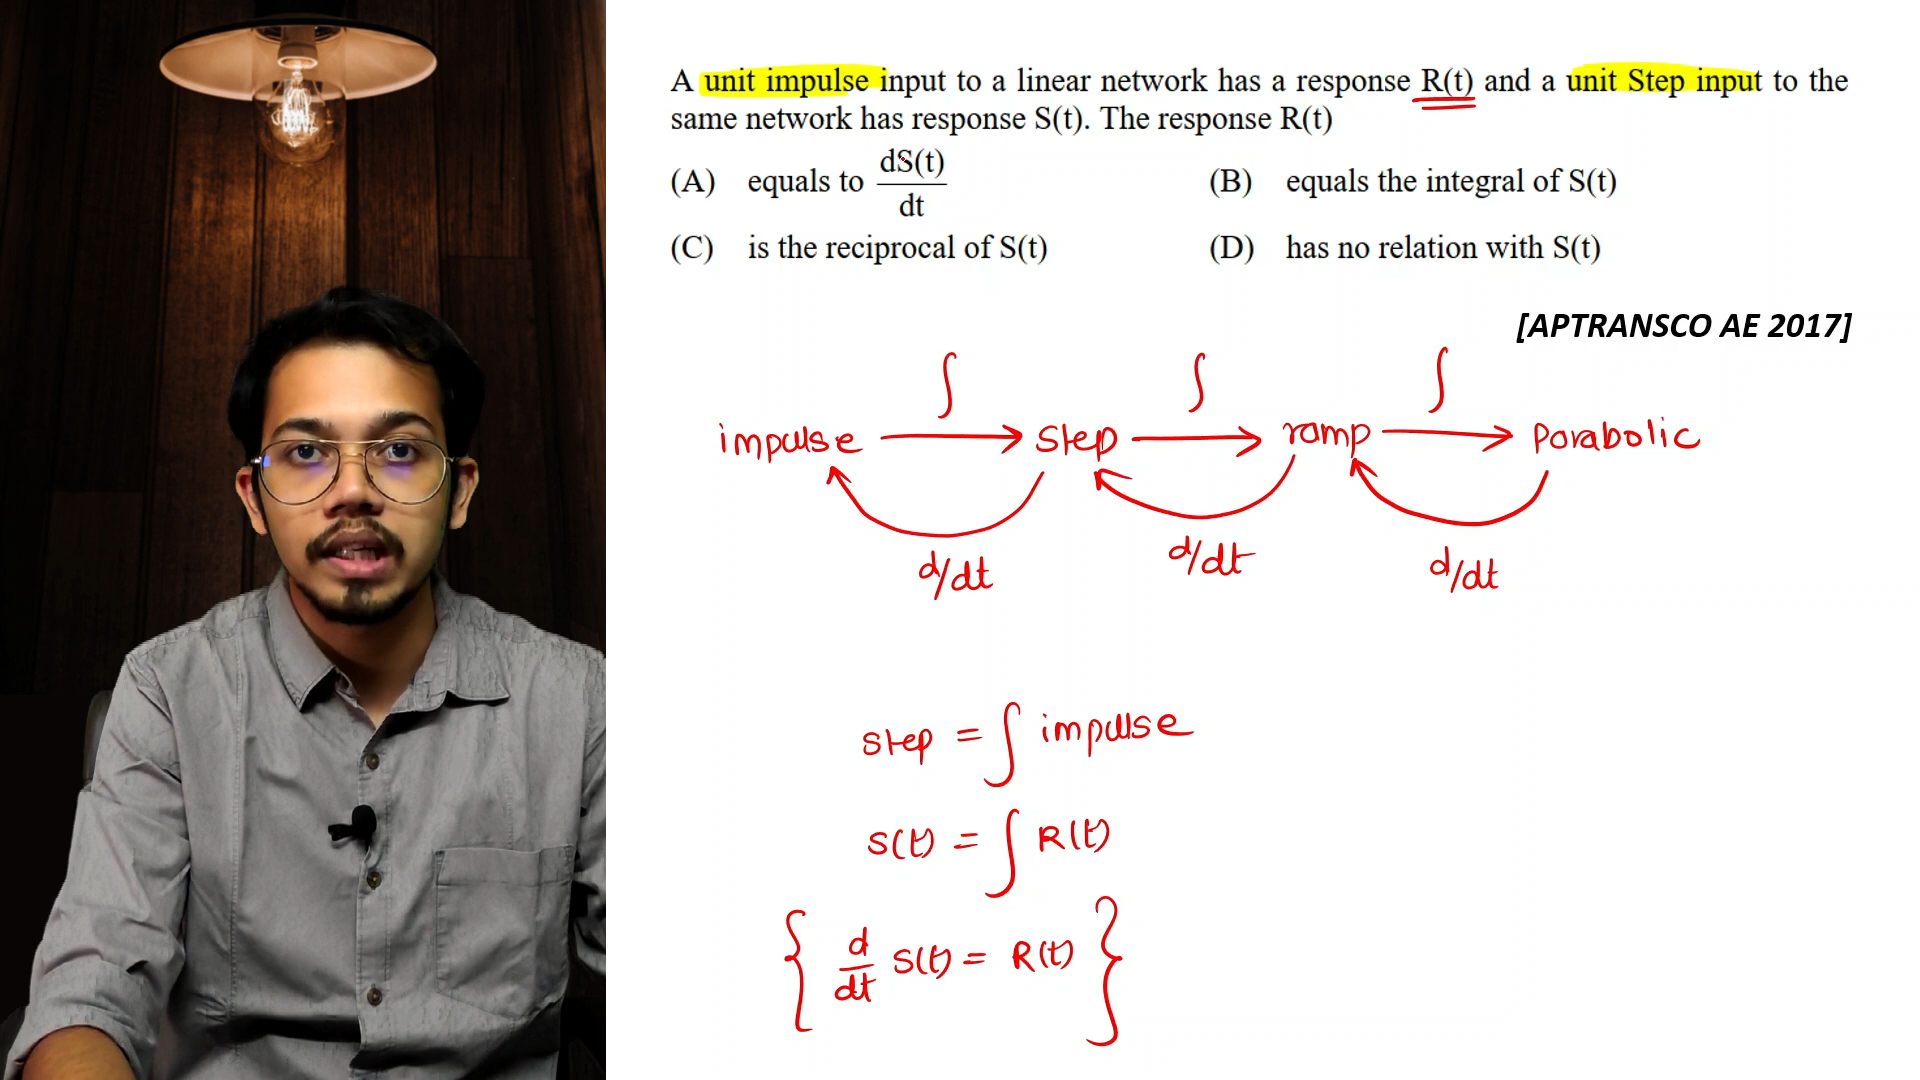 A unit impulse input to a linear network has a response R(t) and a unit Step input to the
same network has response S(t). The response R(t)
(A) equals to dS(t)/dt
(B) equals the integral of S(t)
(C) is the reciprocal of S(t)
(D) has no relation with S(t)
[APTRANSCO AE 2017]
∫ ∫ ∫
impulse → step → ramp → parabolic
d/dt d/dt d/dt
step = ∫ impulse
S(t) = ∫ R(t)
{ d/dt S(t) = R(t) }